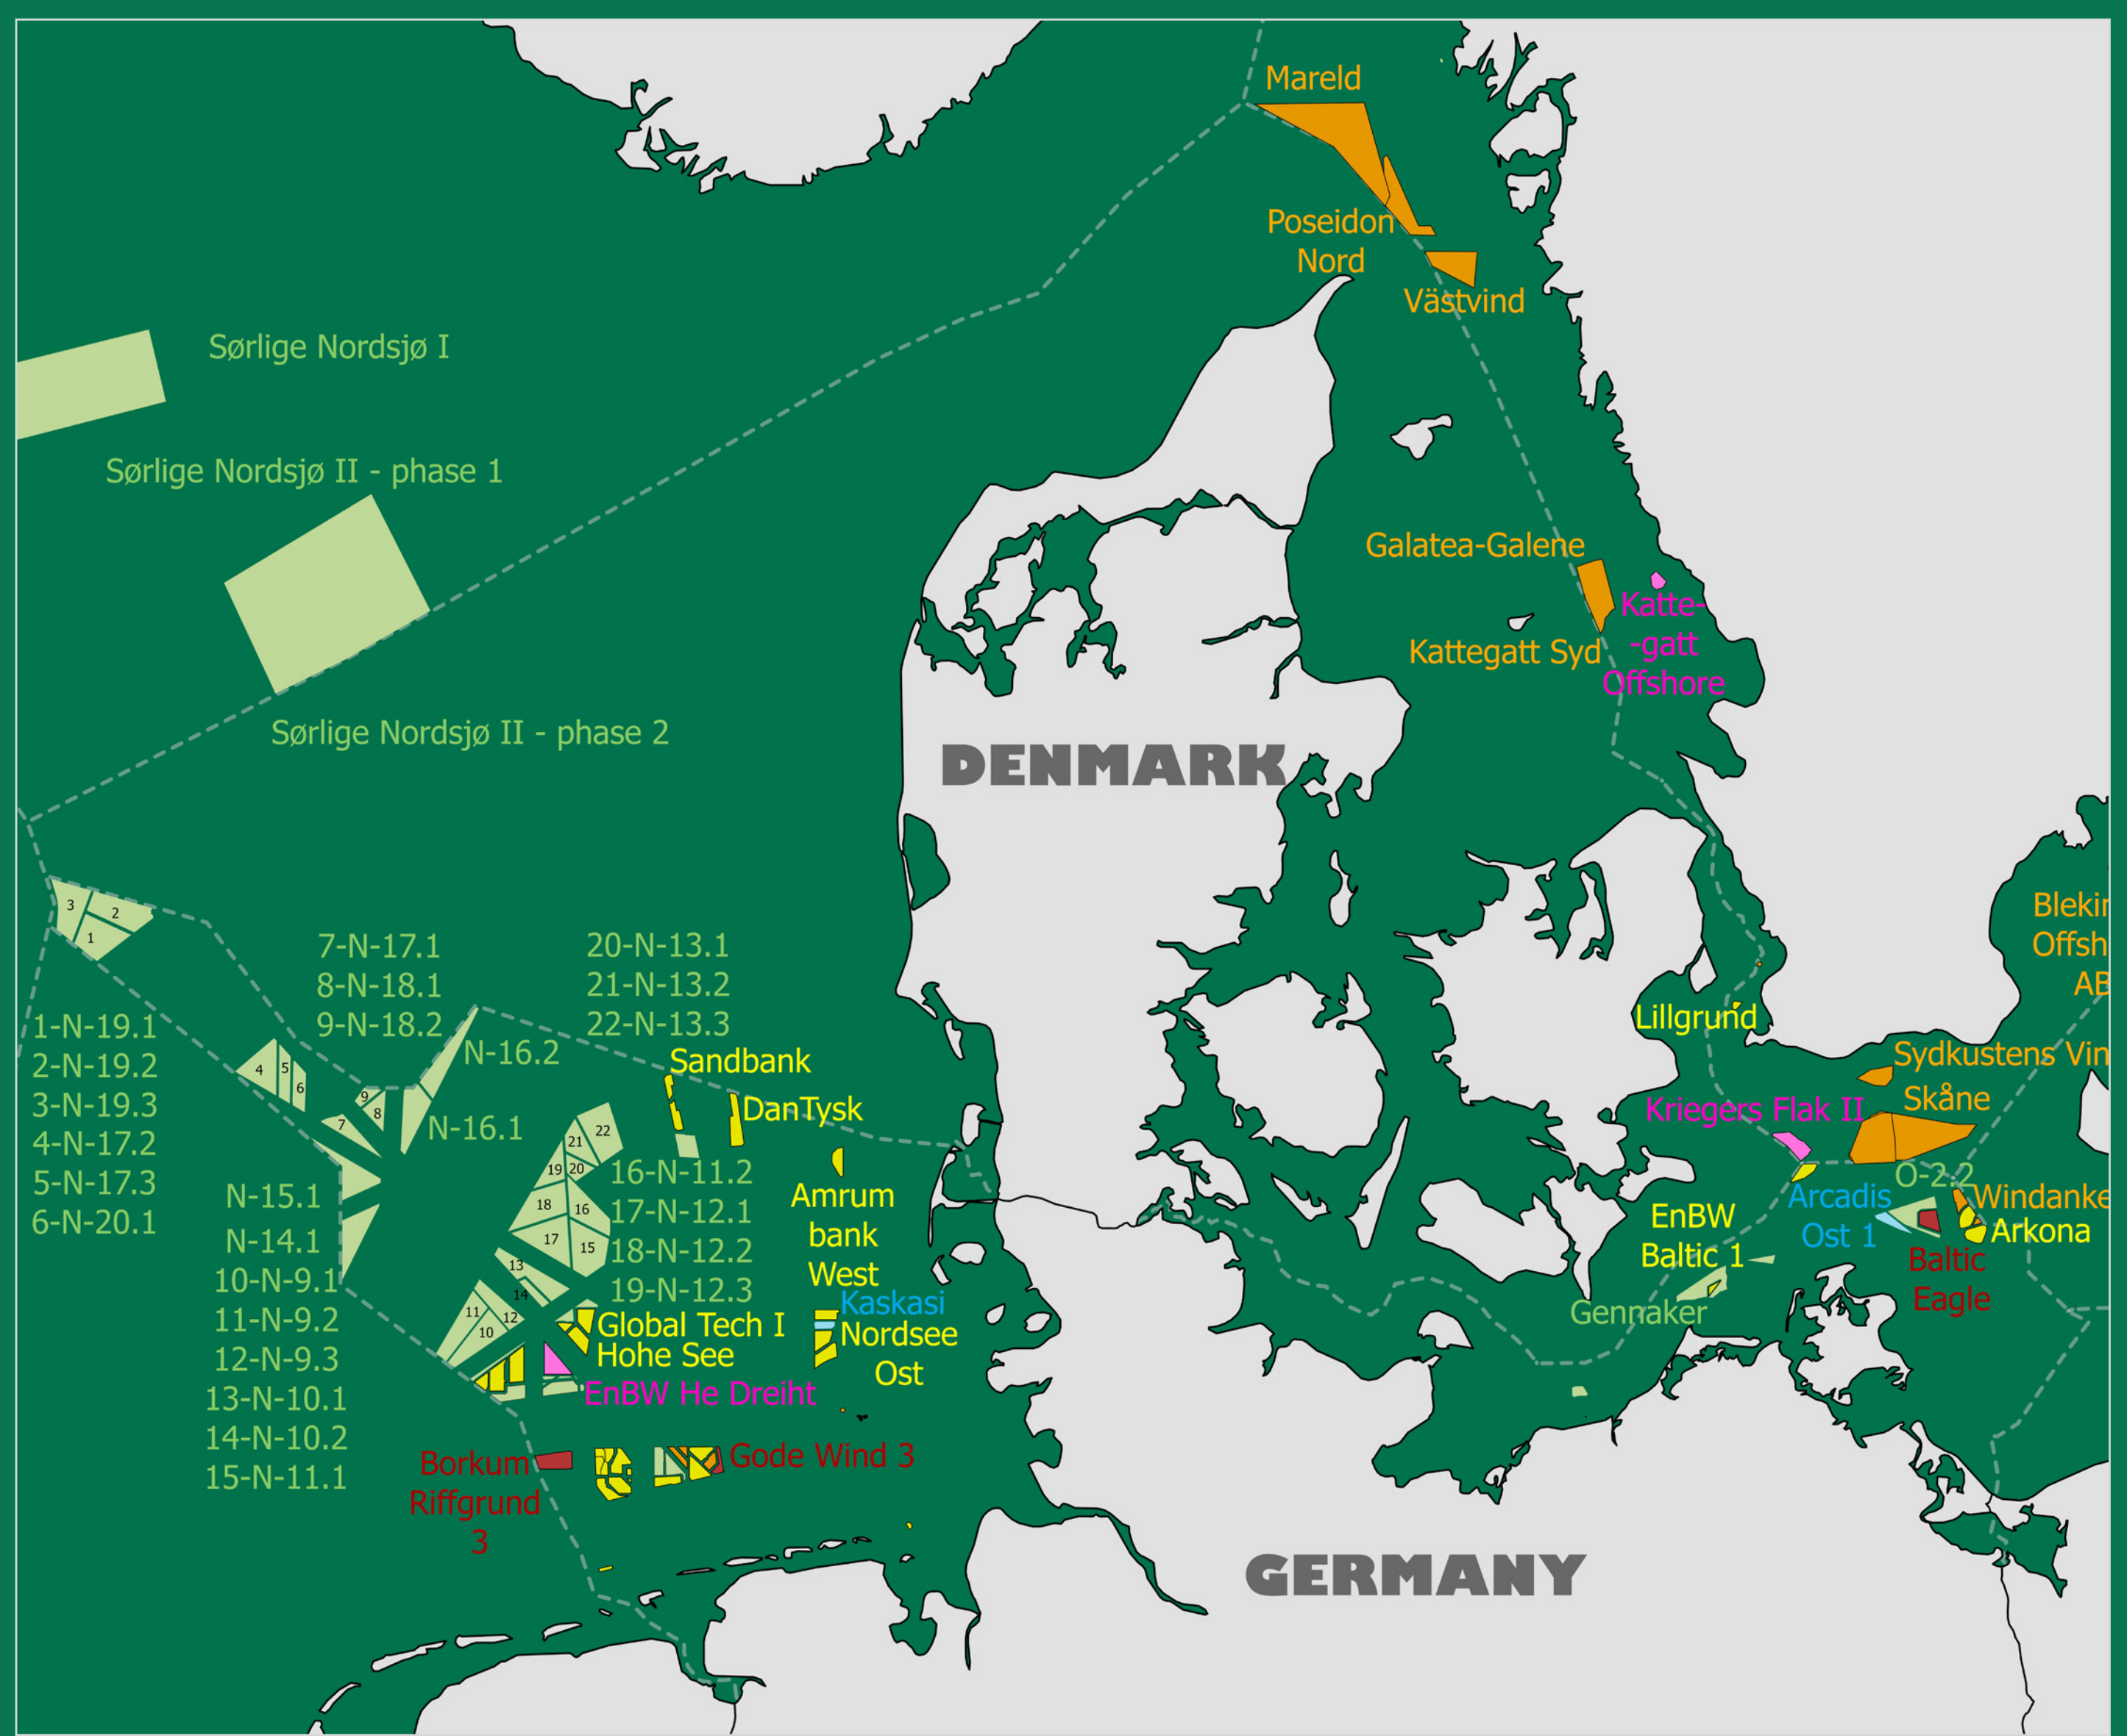 Mareld
Poseidon
Nord
Västvind
Sørlige Nordsjø I
Sørlige Nordsjø II - phase 1
Galatea-Galene
Katte-
-gatt
Offshore
Kattegatt Syd
Sørlige Nordsjø II - phase 2
DENMARK
3
2
1
7-N-17.1
8-N-18.1
9-N-18.2
20-N-13.1
21-N-13.2
22-N-13.3
Blekin
Offsh
AB
1-N-19.1
2-N-19.2
3-N-19.3
4-N-17.2
5-N-17.3
6-N-20.1
4
5
6
9
8
7
N-16.2
N-16.1
Sandbank
DanTysk
Lillgrund
Sydkustens Vin
Skåne
Kriegers Flak II
O-2.2
Windanke
Arcadis
Ost 1
Arkona
Baltic
Eagle
EnBW
Baltic 1
Gennaker
21
22
19
20
18
16
17
15
13
14
11
12
10
16-N-11.2
17-N-12.1
18-N-12.2
19-N-12.3
Amrum
bank
West
Kaskasi
Nordsee
Ost
N-15.1
N-14.1
10-N-9.1
11-N-9.2
12-N-9.3
13-N-10.1
14-N-10.2
15-N-11.1
Global Tech I
Hohe See
EnBW He Dreiht
Borkum
Riffgrund
3
Gode Wind 3
GERMANY